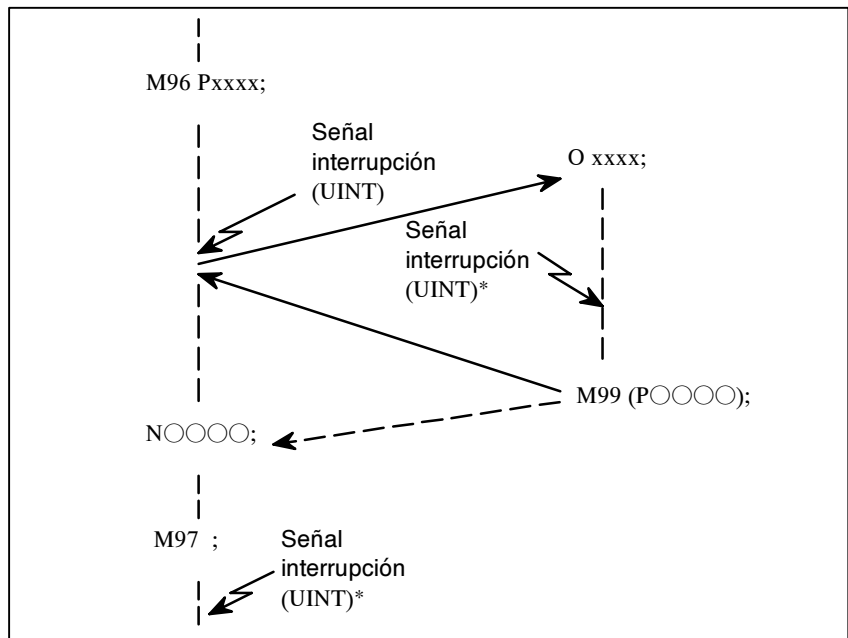 M96 Pxxxx;
Señal
interrupción
(UINT)
O xxxx;
Señal
interrupción
(UINT)*
M99 (P○○○○);
N○○○○;
M97 ;
Señal
interrupción
(UINT)*